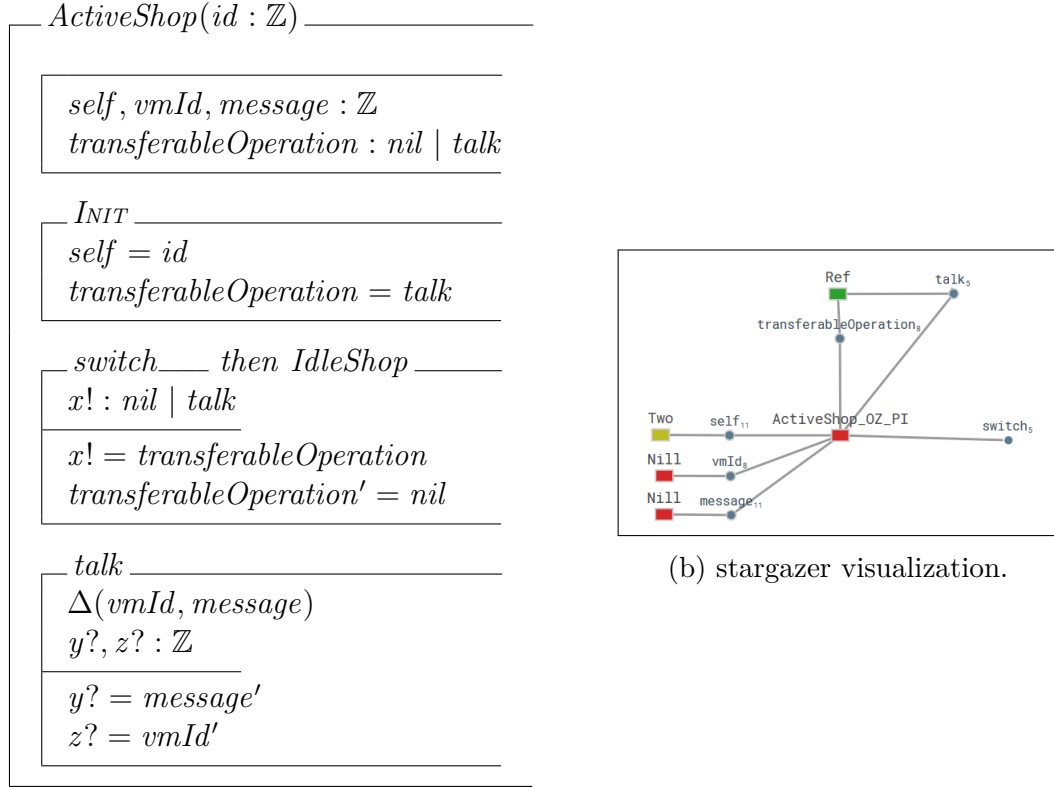 ActiveShop(id : ℤ)
self, vmId, message : ℤ
transferableOperation : nil | talk
INIT
self = id
transferableOperation = talk
switch then IdleShop
x! : nil | talk
x! = transferableOperation
transferableOperation′ = nil
talk
Δ(vmId, message)
y?, z? : ℤ
y? = message′
z? = vmId′
Ref
talk₅
transferableOperation₈
Two
self₁₁
ActiveShop_OZ_PI
switch₅
Nill
vmId₈
Nill
message₁₁
(b) stargazer visualization.